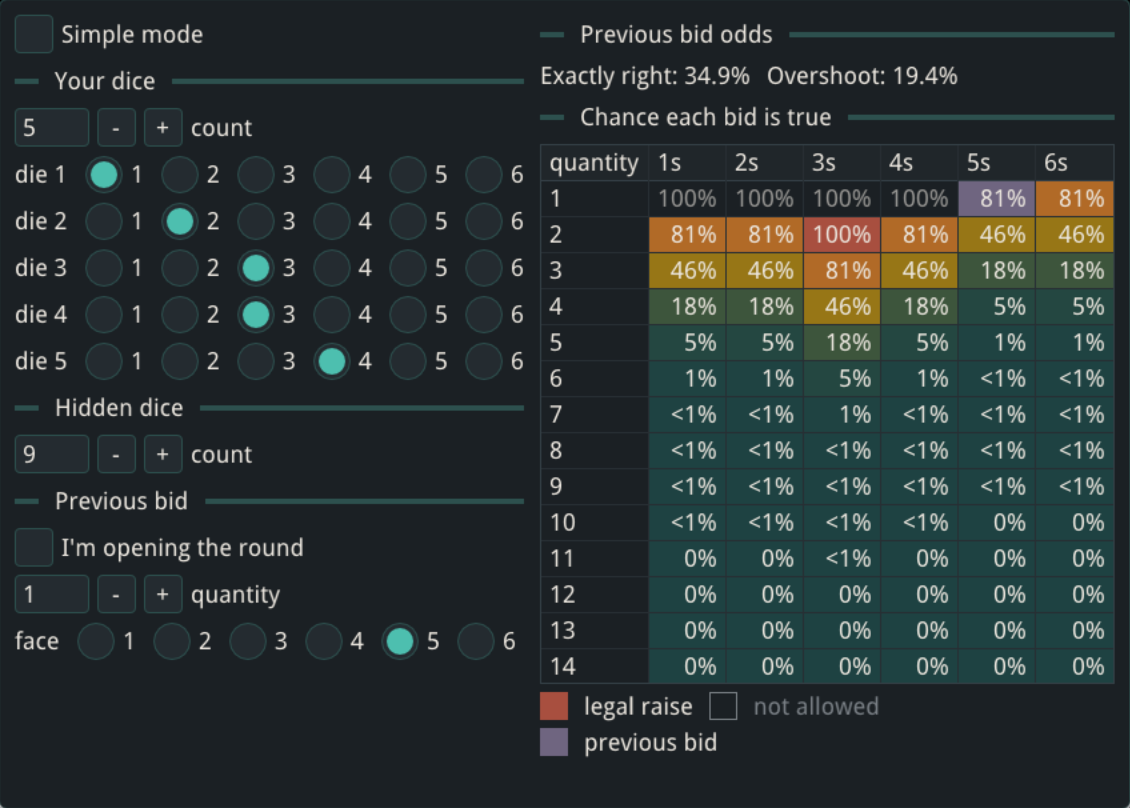 Simple mode
Your dice
5 - + count
die 1 1 2 3 4 5 6
die 2 1 2 3 4 5 6
die 3 1 2 3 4 5 6
die 4 1 2 3 4 5 6
die 5 1 2 3 4 5 6
Hidden dice
9 - + count
Previous bid
I'm opening the round
1 - + quantity
face 1 2 3 4 5 6
Previous bid odds
Exactly right: 34.9% Overshoot: 19.4%
Chance each bid is true
quantity 1s 2s 3s 4s 5s 6s
1 100% 100% 100% 100% 81% 81%
2 81% 81% 100% 81% 46% 46%
3 46% 46% 81% 46% 18% 18%
4 18% 18% 46% 18% 5% 5%
5 5% 5% 18% 5% 1% 1%
6 1% 1% 5% 1% <1% <1%
7 <1% <1% 1% <1% <1% <1%
8 <1% <1% <1% <1% <1% <1%
9 <1% <1% <1% <1% <1% <1%
10 <1% <1% <1% <1% 0% 0%
11 0% 0% <1% 0% 0% 0%
12 0% 0% 0% 0% 0% 0%
13 0% 0% 0% 0% 0% 0%
14 0% 0% 0% 0% 0% 0%
legal raise not allowed
previous bid